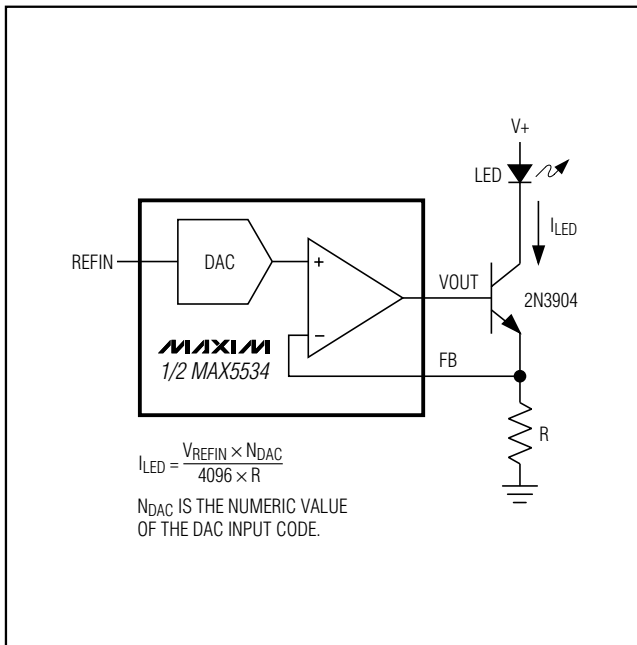 V+
LED
I_LED
REFIN
DAC
+
VOUT
2N3904
−
MAXIM
1/2 MAX5534
FB
R
I_LED = V_REFIN × N_DAC
4096 × R
N_DAC IS THE NUMERIC VALUE
OF THE DAC INPUT CODE.